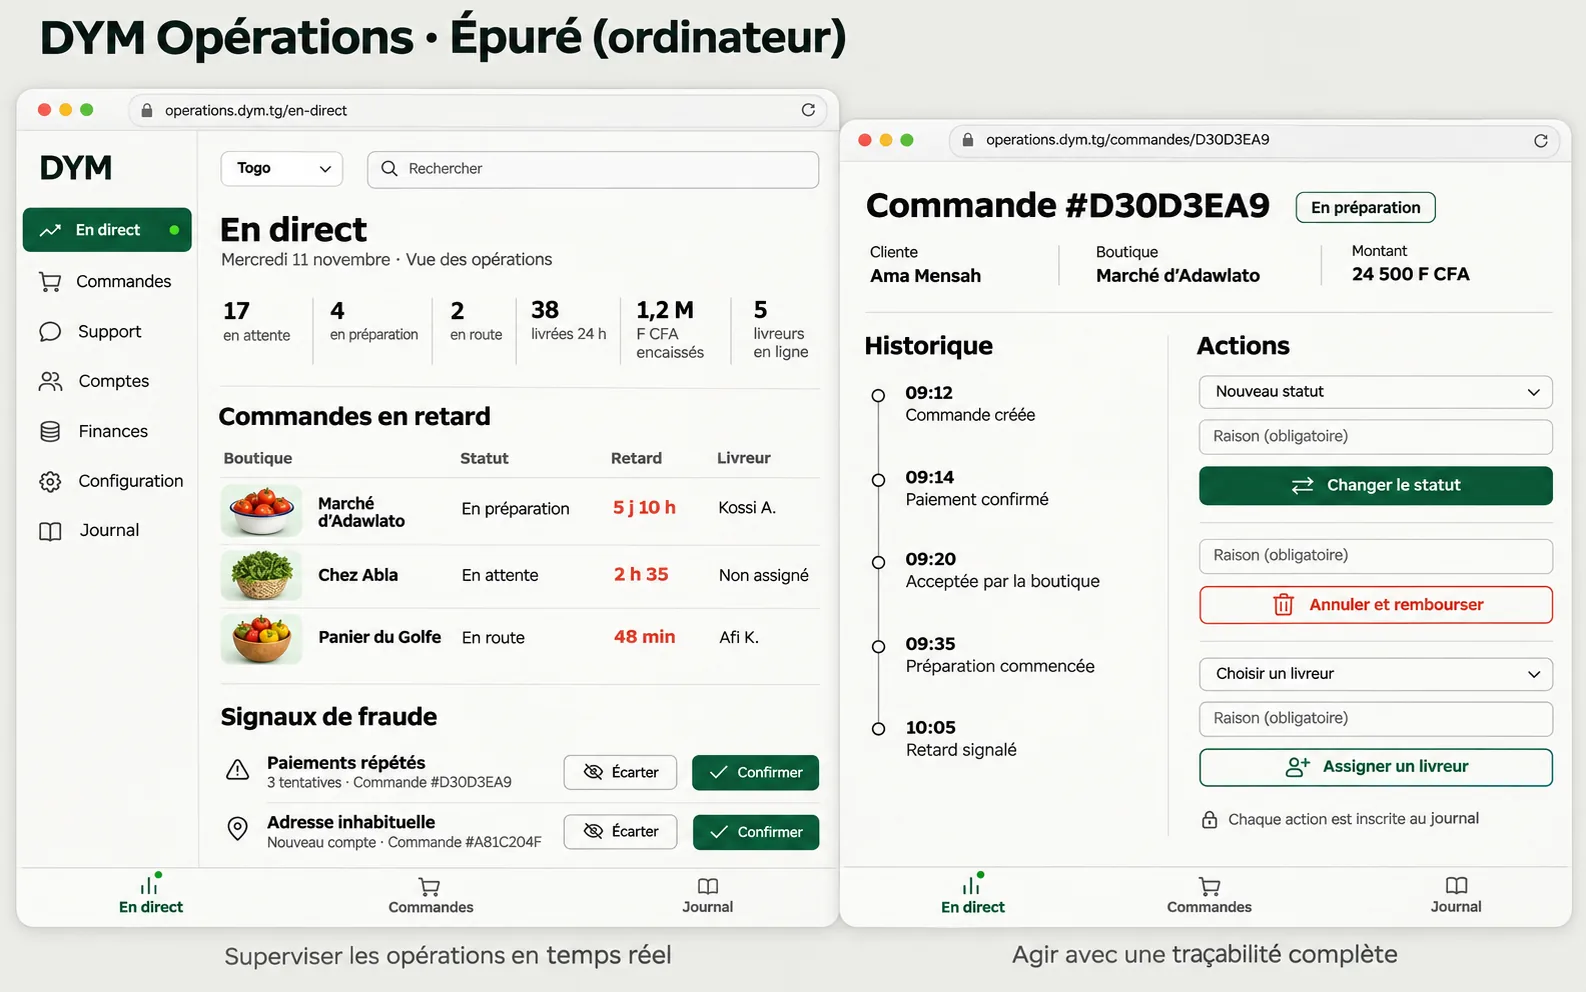 DYM Opérations · Épuré (ordinateur)
operations.dym.tg/en-direct
DYM
Togo
Rechercher
En direct
Commandes
Support
Comptes
Finances
Configuration
Journal
En direct
Mercredi 11 novembre · Vue des opérations
17
en attente
4
en préparation
2
en route
38
livrées 24 h
1,2 M
F CFA
encaissés
5
livreurs
en ligne
Commandes en retard
Boutique Statut Retard Livreur
Marché
d'Adawlato
En préparation 5 j 10 h Kossi A.
Chez Abla En attente 2 h 35 Non assigné
Panier du Golfe En route 48 min Afi K.
Signaux de fraude
Paiements répétés
3 tentatives · Commande #D30D3EA9
Écarter Confirmer
Adresse inhabituelle
Nouveau compte · Commande #A81C204F
Écarter Confirmer
En direct Commandes Journal
Superviser les opérations en temps réel
operations.dym.tg/commandes/D30D3EA9
Commande #D30D3EA9 En préparation
Cliente
Ama Mensah
Boutique
Marché d'Adawlato
Montant
24 500 F CFA
Historique
09:12
Commande créée
09:14
Paiement confirmé
09:20
Acceptée par la boutique
09:35
Préparation commencée
10:05
Retard signalé
Actions
Nouveau statut
Raison (obligatoire)
Changer le statut
Raison (obligatoire)
Annuler et rembourser
Choisir un livreur
Raison (obligatoire)
Assigner un livreur
Chaque action est inscrite au journal
En direct Commandes Journal
Agir avec une traçabilité complète